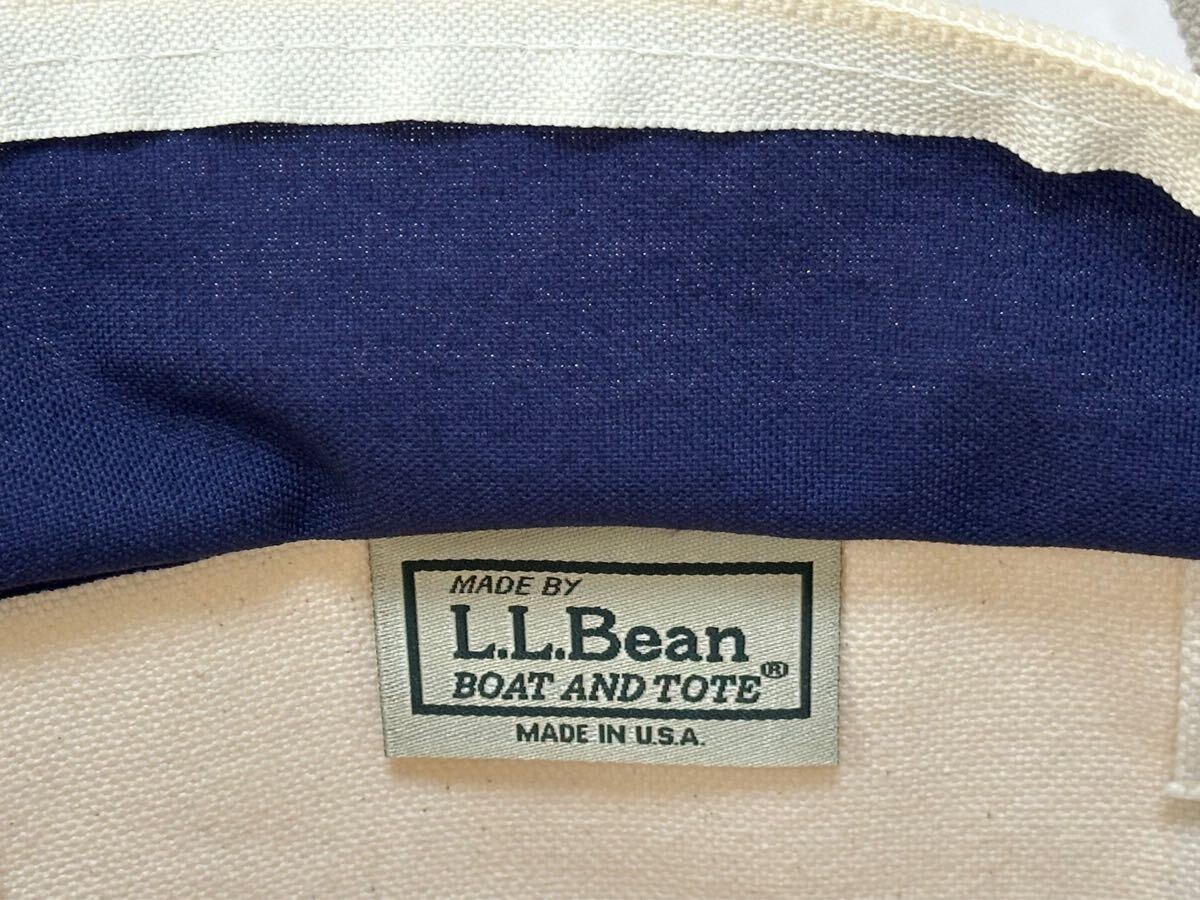 MADE BY
L.L.Bean
BOAT AND TOTE®
MADE IN U.S.A.